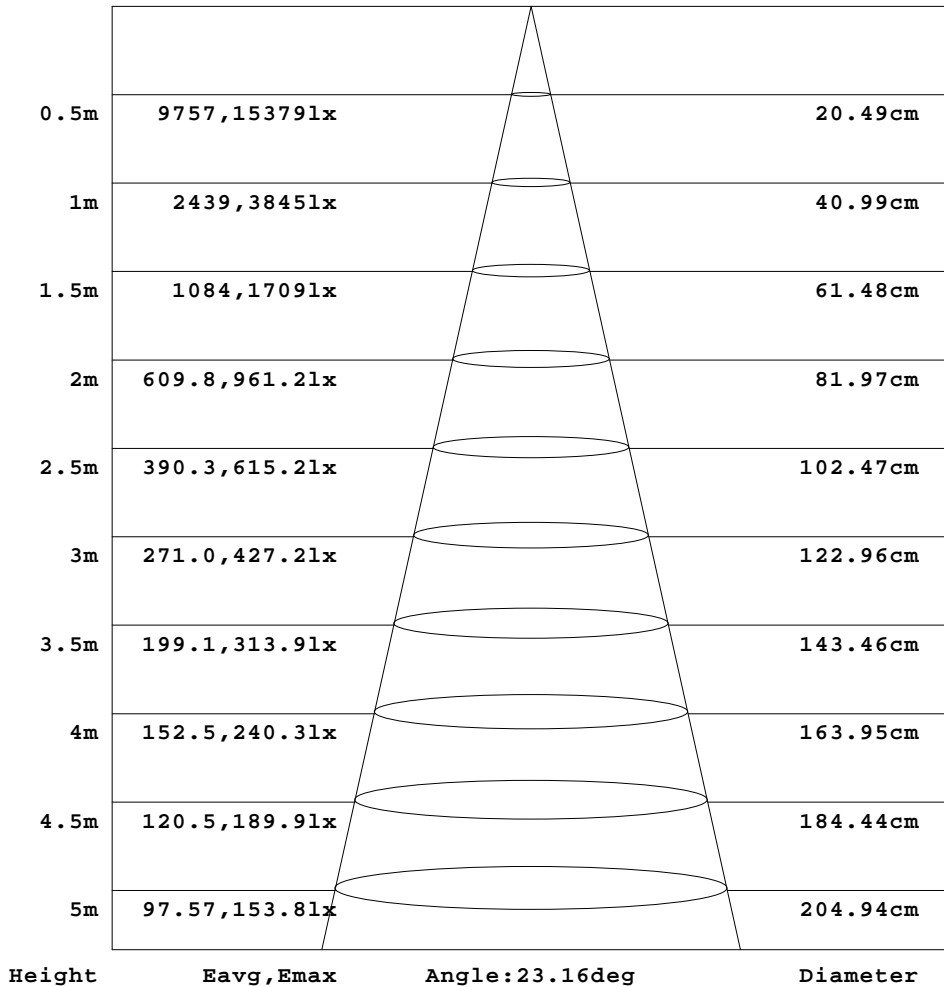 0.5m 9757,15379lx 20.49cm
1m 2439,3845lx 40.99cm
1.5m 1084,1709lx 61.48cm
2m 609.8,961.2lx 81.97cm
2.5m 390.3,615.2lx 102.47cm
3m 271.0,427.2lx 122.96cm
3.5m 199.1,313.9lx 143.46cm
4m 152.5,240.3lx 163.95cm
4.5m 120.5,189.9lx 184.44cm
5m 97.57,153.8lx 204.94cm
Height Eavg,Emax Angle:23.16deg Diameter